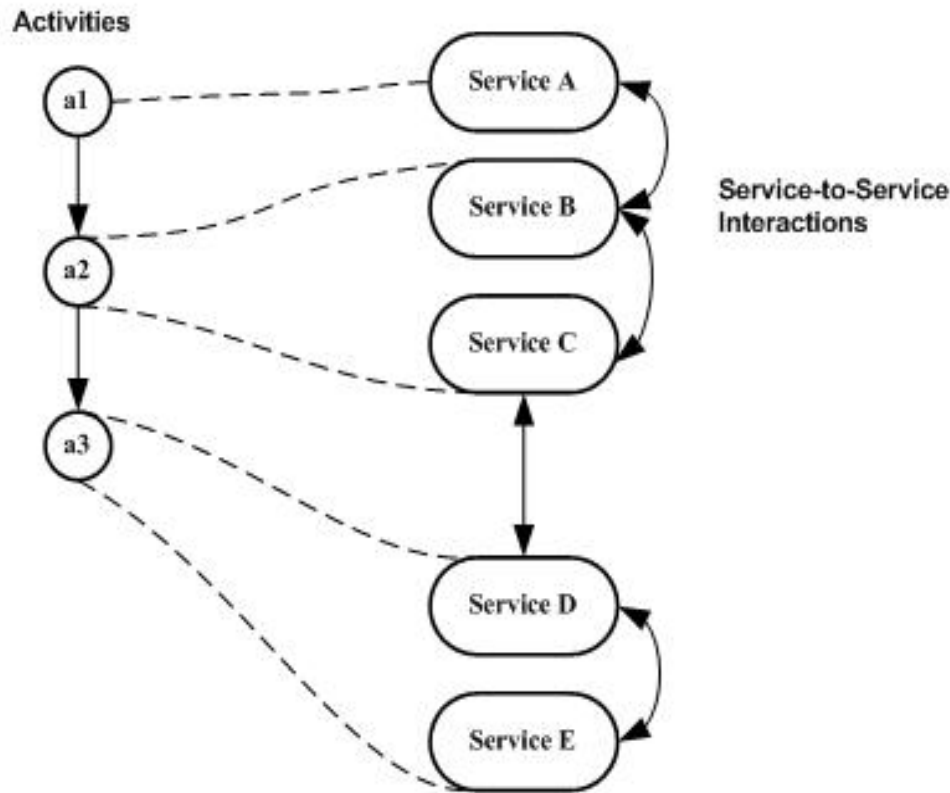 Activities
a1
Service A
Service B
Service-to-Service
Interactions
a2
Service C
a3
Service D
Service E